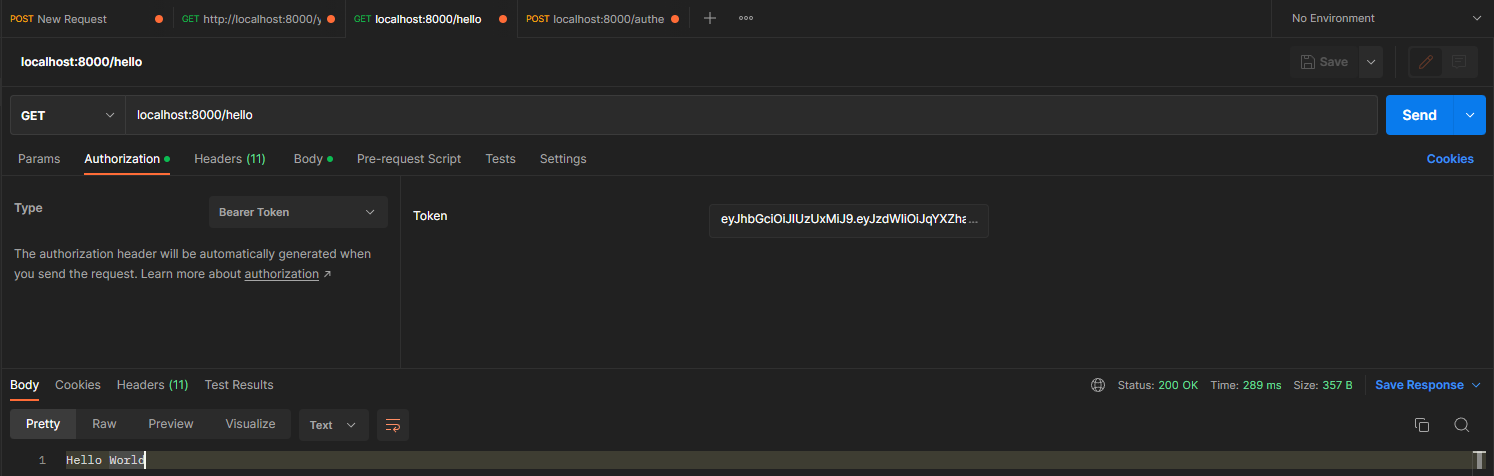 POST New Request GET http://localhost:8000/y GET localhost:8000/hello POST localhost:8000/authe No Environment
localhost:8000/hello Save
GET localhost:8000/hello Send
Params Authorization Headers (11) Body Pre-request Script Tests Settings Cookies
Type Bearer Token Token eyJhbGciOiJIUzUxMiJ9.eyJzdWIiOiJqYXZha...
The authorization header will be automatically generated when
you send the request. Learn more about authorization ↗
Body Cookies Headers (11) Test Results Status: 200 OK Time: 289 ms Size: 357 B Save Response
Pretty Raw Preview Visualize Text
1 Hello World